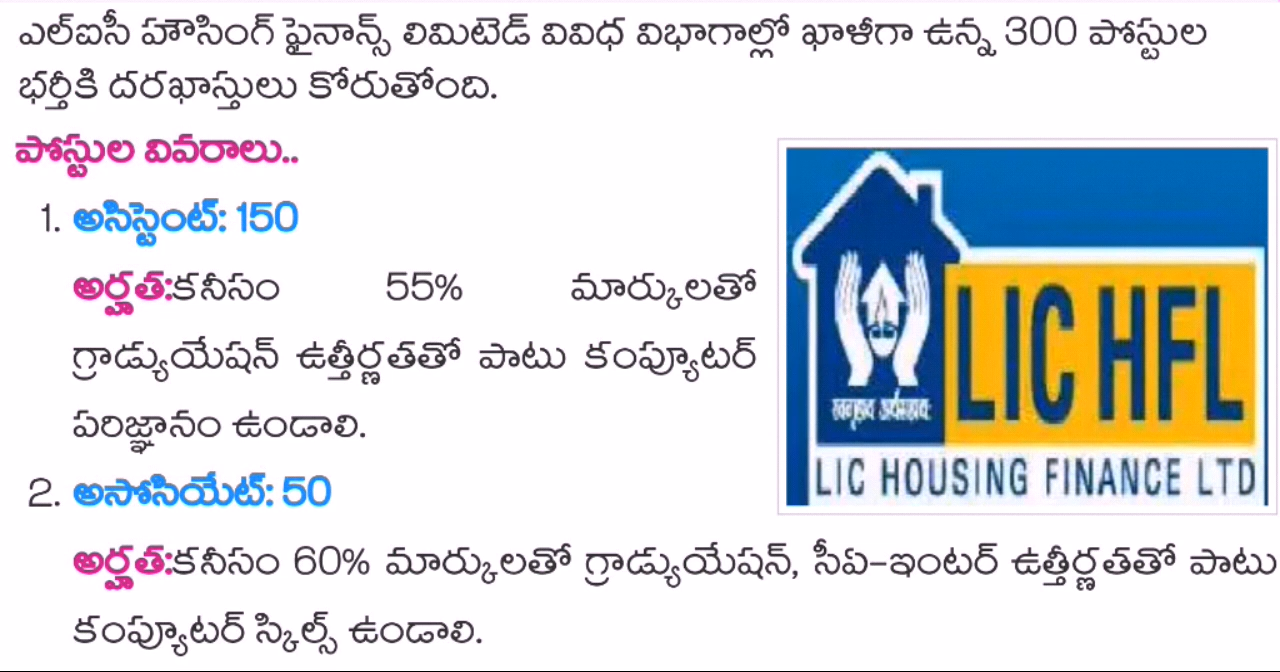 ఎల్ఐసీ హౌసింగ్ ఫైనాన్స్ లిమిటెడ్ వివిధ విభాగాల్లో ఖాళీగా ఉన్న 300 పోస్టుల
భర్తీకి దరఖాస్తులు కోరుతోంది.
పోస్టుల వివరాలు..
1. అసిస్టెంట్: 150
అర్హత:కనీసం 55% మార్కులతో
గ్రాడ్యుయేషన్ ఉత్తీర్ణతతో పాటు కంప్యూటర్
పరిజ్ఞానం ఉండాలి.
LIC HFL
LIC HOUSING FINANCE LTD
2. అసోసియేట్: 50
అర్హత:కనీసం 60% మార్కులతో గ్రాడ్యుయేషన్, సీఏ-ఇంటర్ ఉత్తీర్ణతతో పాటు
కంప్యూటర్ స్కిల్స్ ఉండాలి.